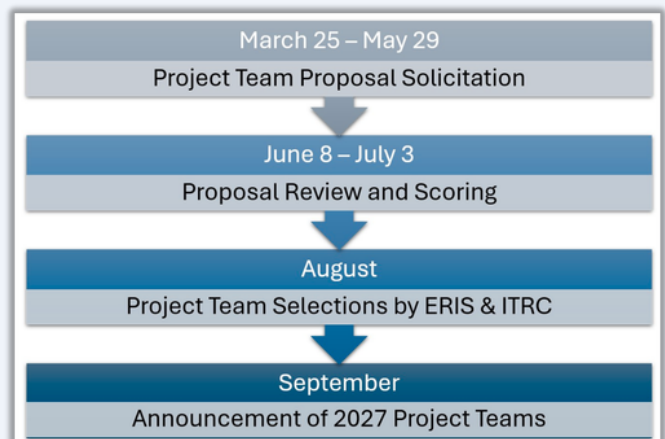 March 25 – May 29
Project Team Proposal Solicitation
June 8 – July 3
Proposal Review and Scoring
August
Project Team Selections by ERIS & ITRC
September
Announcement of 2027 Project Teams